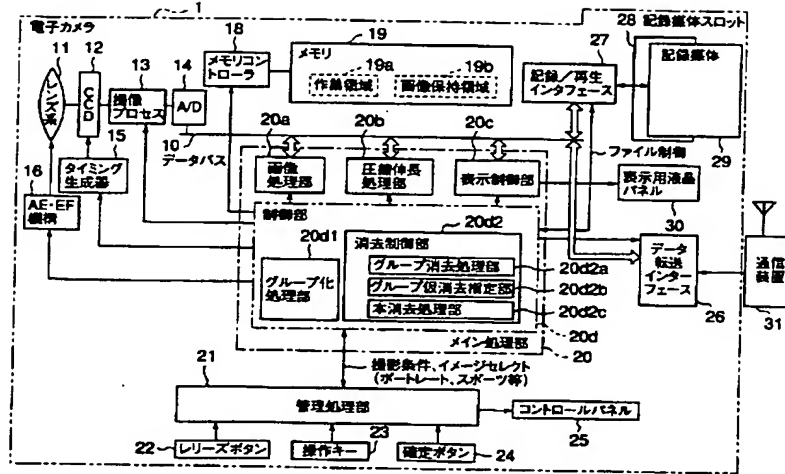 1
電子カメラ
記録媒体スロット
11
12
13
14
18
19
27
28
レンズ系
CCD
撮像
プロセス
A/D
メモリコント
ローラ
メモリ
19a
作業領域
19b
画像保持領域
記録/再生
インタフェース
記録媒体
29
10
データバス
15
タイミング
生成器
16
AE・EF
機構
20a
画像
処理部
20b
圧縮伸長
処理部
20c
表示制御部
ファイル制御
表示用液晶
パネル
30
制御部
20d1
グループ化
処理部
20d2
消去制御部
グループ消去処理部
20d2a
グループ仮消去指定部
20d2b
本消去処理部
20d2c
20d
メイン処理部
20
データ
転送
インター
フェース
26
通信
装置
31
撮影条件、イメージセレクト
(ポートレート、スポーツ等)
21
管理処理部
コントロールパネル
25
22
レリーズボタン
操作キー
23
確定ボタン
24